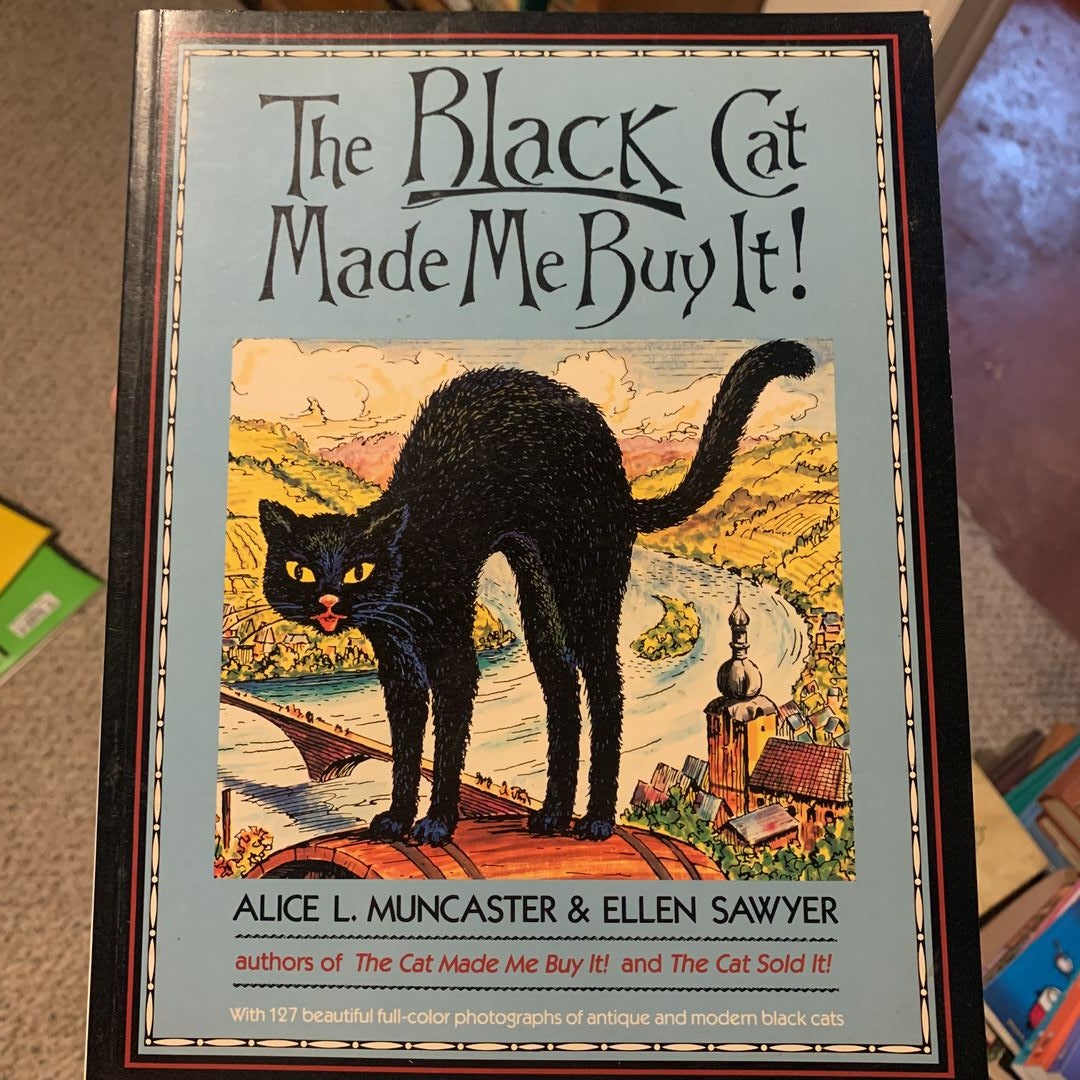 The Black Cat
Made Me Buy It!
ALICE L. MUNCASTER & ELLEN SAWYER
authors of The Cat Made Me Buy It! and The Cat Sold It!
With 127 beautiful full-color photographs of antique and modern black cats